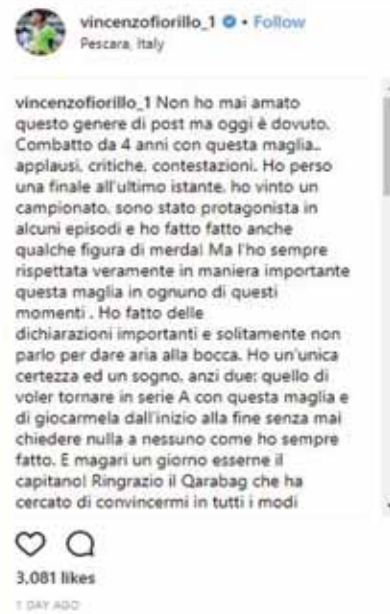 vincenzofiorillo_1 • Follow
Pescara, Italy
vincenzofiorillo_1 Non ho mai amato
questo genere di post ma oggi è dovuto.
Combatto da 4 anni con questa maglia..
applausi, critiche, contestazioni. Ho perso
una finale all'ultimo istante, ho vinto un
campionato, sono stato protagonista in
alcuni episodi e ho fatto fatto anche
qualche figura di merda! Ma l'ho sempre
rispettata veramente in maniera importante
questa maglia in ognuno di questi
momenti . Ho fatto delle
dichiarazioni importanti e solitamente non
parlo per dare aria alla bocca. Ho un'unica
certezza ed un sogno, anzi due: quello di
voler tornare in serie A con questa maglia e
di giocarmela dall'inizio alla fine senza mai
chiedere nulla a nessuno come ho sempre
fatto. E magari un giorno esserne il
capitano! Ringrazio il Qarabag che ha
cercato di convincermi in tutti i modi
3,081 likes
1 DAY AGO